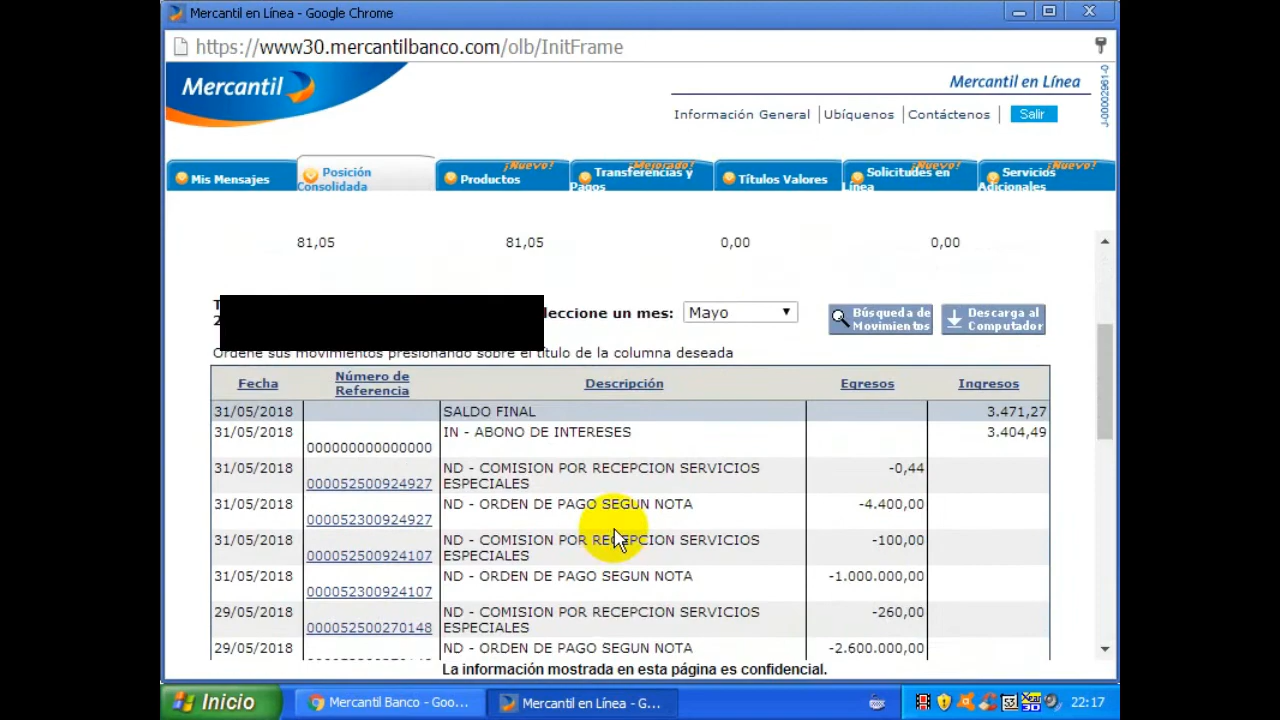 Mercantil en Línea - Google Chrome
https://www30.mercantilbanco.com/olb/InitFrame
Mercantil
Mercantil en Línea
J-00002961-0
Información General | Ubíquenos | Contáctenos | Salir
¡Nuevo! ¡Mejorado! ¡Nuevo! ¡Nuevo!
Mis Mensajes
Posición
Consolidada
Productos
Transferencias y
Pagos
Títulos Valores
Solicitudes en
Línea
Servicios
Adicionales
81,05 81,05 0,00 0,00
leccione un mes: Mayo
Búsqueda de
Movimientos
Descarga al
Computador
Ordene sus movimientos presionando sobre el título de la columna deseada
Fecha Número de Referencia Descripción Egresos Ingresos
31/05/2018 SALDO FINAL 3.471,27
31/05/2018 IN - ABONO DE INTERESES 3.404,49
000000000000000
31/05/2018 ND - COMISION POR RECEPCION SERVICIOS -0,44
000052500924927 ESPECIALES
31/05/2018 ND - ORDEN DE PAGO SEGUN NOTA -4.400,00
000052300924927
31/05/2018 ND - COMISION POR RECEPCION SERVICIOS -100,00
000052500924107 ESPECIALES
31/05/2018 ND - ORDEN DE PAGO SEGUN NOTA -1.000.000,00
000052300924107
29/05/2018 ND - COMISION POR RECEPCION SERVICIOS -260,00
000052500270148 ESPECIALES
29/05/2018 ND - ORDEN DE PAGO SEGUN NOTA -2.600.000,00
La información mostrada en esta página es confidencial.
Inicio
Mercantil Banco - Goo...
Mercantil en Línea - G...
22:17